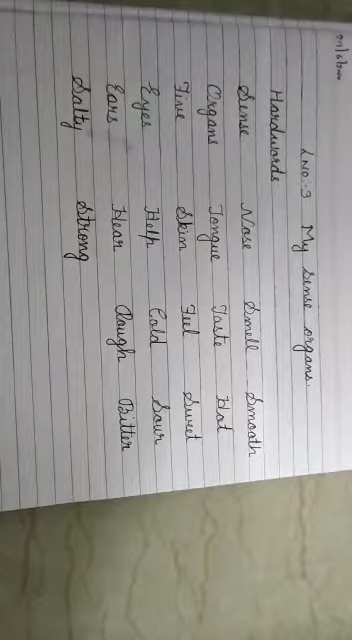 L No:-3 My sense organs.
Hardwords
Sense Nose Smell Smooth
Organs Tongue Taste Hot
Five Skin Feel Sweet
Eyes Help Cold Sour
Ears Hear Rough Bitter
Salty Strong